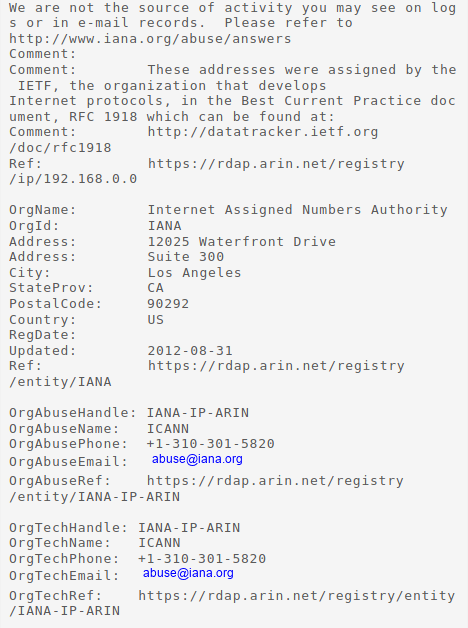 We are not the source of activity you may see on log
s or in e-mail records.  Please refer to
http://www.iana.org/abuse/answers
Comment:
Comment:        These addresses were assigned by the
 IETF, the organization that develops
Internet protocols, in the Best Current Practice doc
ument, RFC 1918 which can be found at:
Comment:        http://datatracker.ietf.org
/doc/rfc1918
Ref:            https://rdap.arin.net/registry
/ip/192.168.0.0

OrgName:        Internet Assigned Numbers Authority
OrgId:          IANA
Address:        12025 Waterfront Drive
Address:        Suite 300
City:           Los Angeles
StateProv:      CA
PostalCode:     90292
Country:        US
RegDate:
Updated:        2012-08-31
Ref:            https://rdap.arin.net/registry
/entity/IANA

OrgAbuseHandle: IANA-IP-ARIN
OrgAbuseName:   ICANN
OrgAbusePhone:  +1-310-301-5820
OrgAbuseEmail:  abuse@iana.org
OrgAbuseRef:    https://rdap.arin.net/registry
/entity/IANA-IP-ARIN

OrgTechHandle: IANA-IP-ARIN
OrgTechName:   ICANN
OrgTechPhone:  +1-310-301-5820
OrgTechEmail:  abuse@iana.org
OrgTechRef:    https://rdap.arin.net/registry/entity
/IANA-IP-ARIN